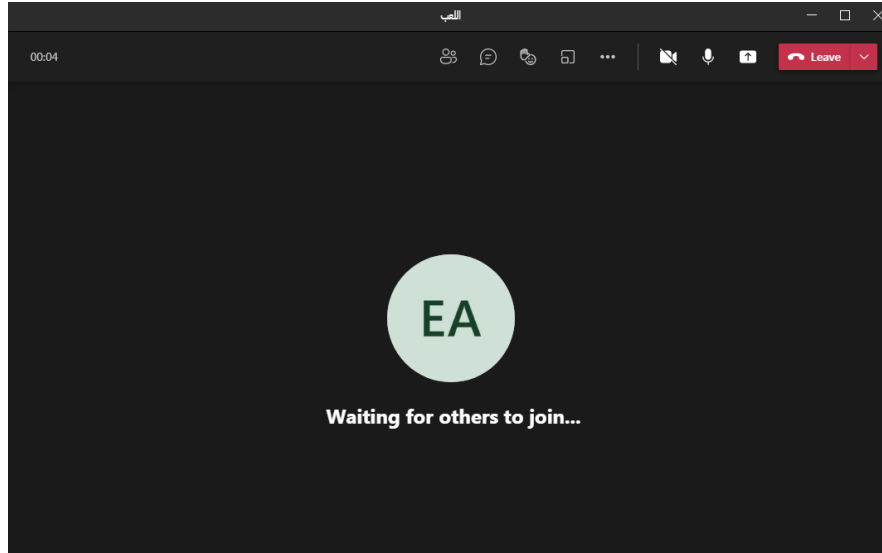 اللعب
00:04
Leave
EA
Waiting for others to join...